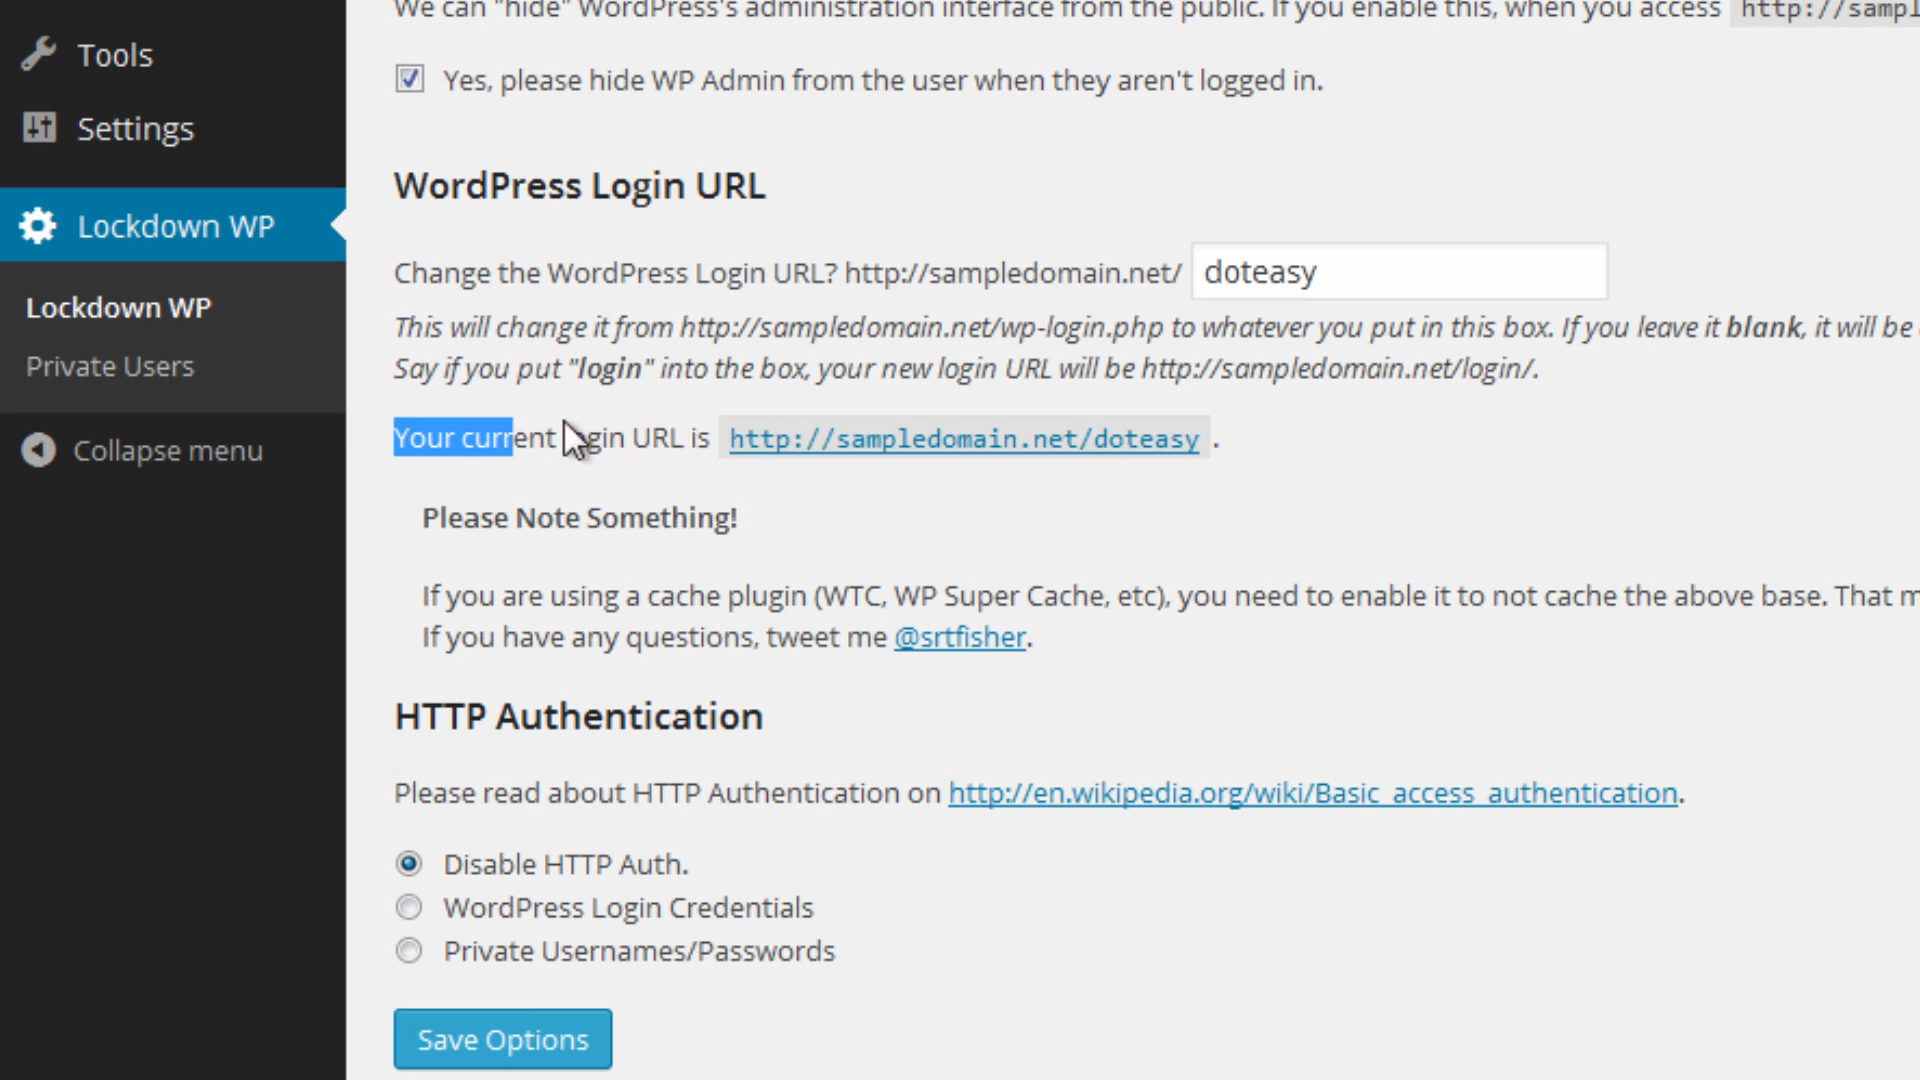 Tools
Settings
Lockdown WP
Lockdown WP
Private Users
Collapse menu
We can "hide" WordPress's administration interface from the public. If you enable this, when you access http://sampl
Yes, please hide WP Admin from the user when they aren't logged in.
WordPress Login URL
Change the WordPress Login URL? http://sampledomain.net/ doteasy
This will change it from http://sampledomain.net/wp-login.php to whatever you put in this box. If you leave it blank, it will be
Say if you put "login" into the box, your new login URL will be http://sampledomain.net/login/.
Your current login URL is http://sampledomain.net/doteasy .
Please Note Something!
If you are using a cache plugin (WTC, WP Super Cache, etc), you need to enable it to not cache the above base. That m
If you have any questions, tweet me @srtfisher.
HTTP Authentication
Please read about HTTP Authentication on http://en.wikipedia.org/wiki/Basic_access_authentication.
Disable HTTP Auth.
WordPress Login Credentials
Private Usernames/Passwords
Save Options